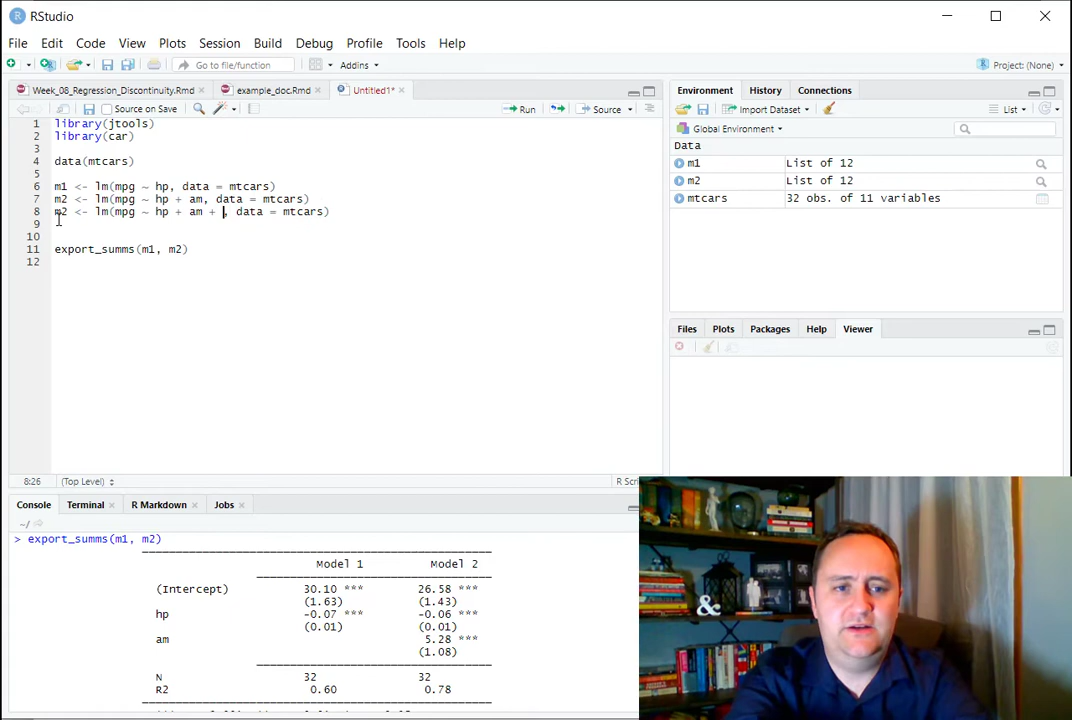 RStudio
File Edit Code View Plots Session Build Debug Profile Tools Help
Go to file/function Addins Project: (None)
Week_08_Regression_Discontinuity.Rmd example_doc.Rmd Untitled1*
Source on Save Run Source
1 library(jtools)
2 library(car)
3
4 data(mtcars)
5
6 m1 <- lm(mpg ~ hp, data = mtcars)
7 m2 <- lm(mpg ~ hp + am, data = mtcars)
8 m2 <- lm(mpg ~ hp + am + , data = mtcars)
9
10
11 export_summs(m1, m2)
12
8:26 (Top Level) R Scri
Console Terminal R Markdown Jobs
~/
> export_summs(m1, m2)
Model 1 Model 2
(Intercept) 30.10 *** 26.58 ***
(1.63) (1.43)
hp -0.07 *** -0.06 ***
(0.01) (0.01)
am 5.28 ***
(1.08)
N 32 32
R2 0.60 0.78
Environment History Connections
Import Dataset List
Global Environment
Data
m1 List of 12
m2 List of 12
mtcars 32 obs. of 11 variables
Files Plots Packages Help Viewer
&